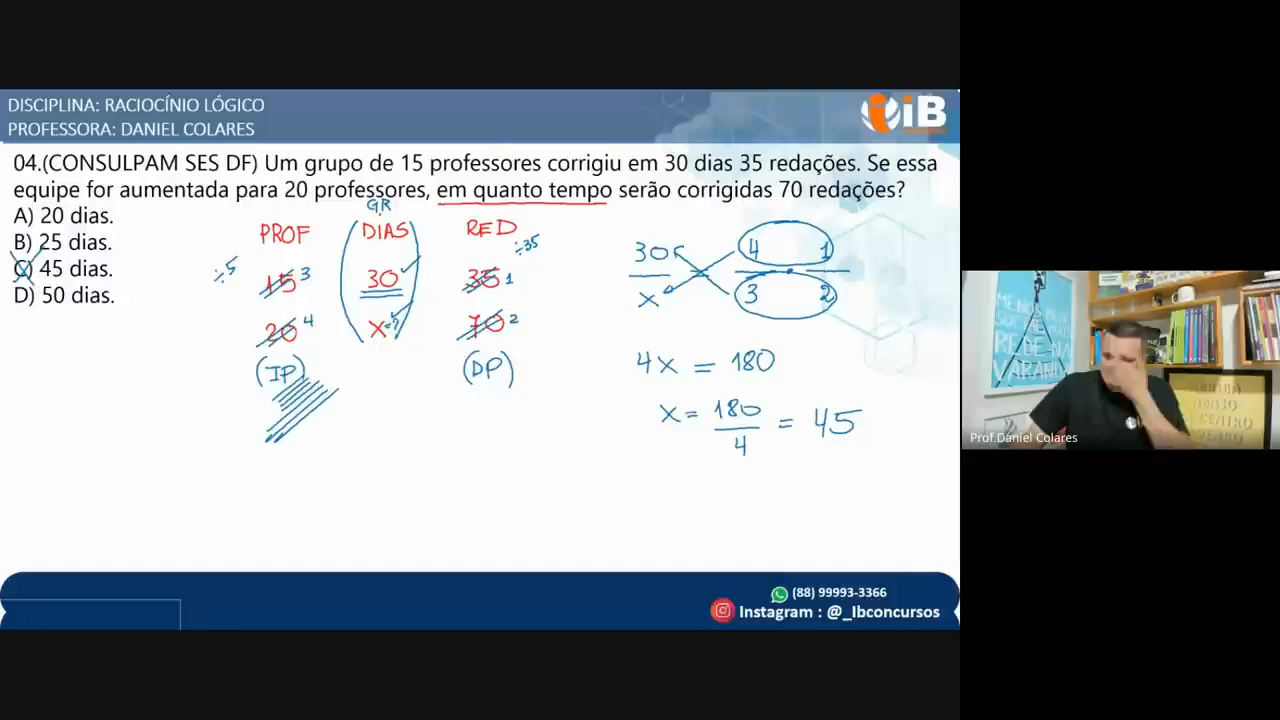 DISCIPLINA: RACIOCÍNIO LÓGICO
PROFESSORA: DANIEL COLARES
iB
04.(CONSULPAM SES DF) Um grupo de 15 professores corrigiu em 30 dias 35 redações. Se essa
equipe for aumentada para 20 professores, em quanto tempo serão corrigidas 70 redações?
A) 20 dias.
B) 25 dias.
C) 45 dias.
D) 50 dias.
GR
PROF DIAS RED
÷5 15 3 30 35 1 ÷35
20 4 X=? 70 2
(IP) (DP)
30 4 1
X 3 2
4X = 180
X = 180 = 45
4
Prof.Daniel Colares
(88) 99993-3366
Instagram : @_Ibconcursos